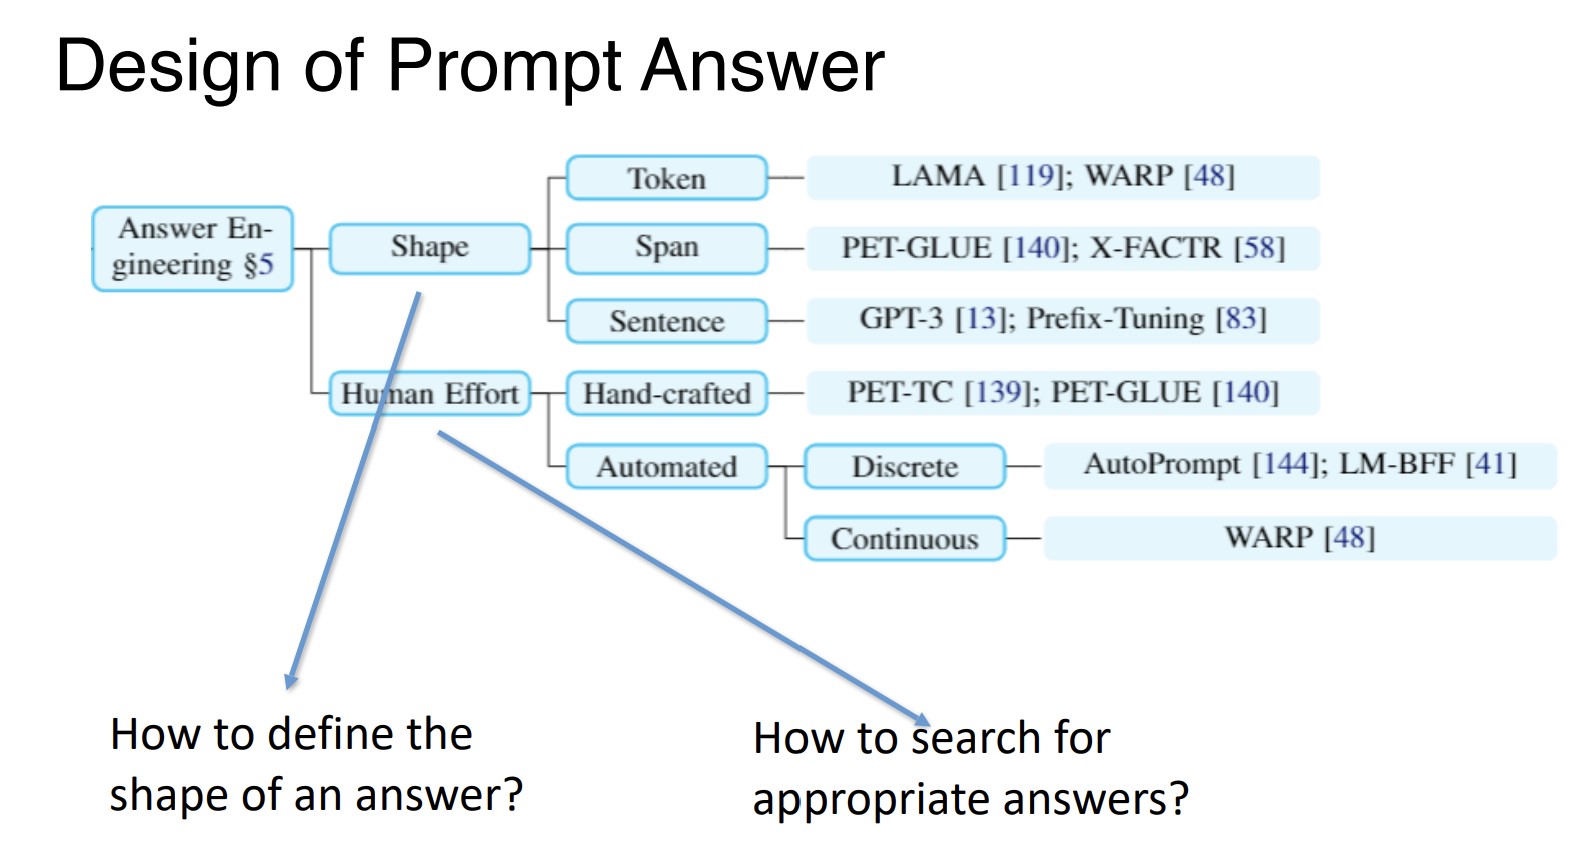 Design of Prompt Answer
Answer En-
gineering §5
Shape
Token
LAMA [119]; WARP [48]
Span
PET-GLUE [140]; X-FACTR [58]
Sentence
GPT-3 [13]; Prefix-Tuning [83]
Human Effort
Hand-crafted
PET-TC [139]; PET-GLUE [140]
Automated
Discrete
AutoPrompt [144]; LM-BFF [41]
Continuous
WARP [48]
How to define the
shape of an answer?
How to search for
appropriate answers?